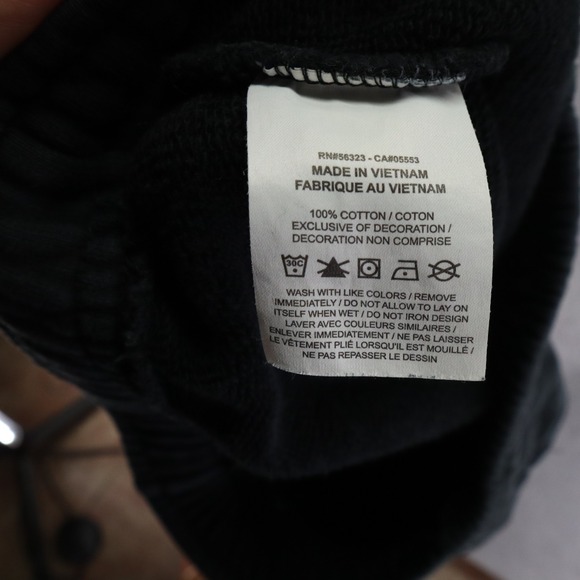 RN#56323 - CA#05553
MADE IN VIETNAM
FABRIQUE AU VIETNAM
100% COTTON / COTON
EXCLUSIVE OF DECORATION /
DECORATION NON COMPRISE
30C
WASH WITH LIKE COLORS / REMOVE
IMMEDIATELY / DO NOT ALLOW TO LAY ON
ITSELF WHEN WET / DO NOT IRON DESIGN
LAVER AVEC COULEURS SIMILAIRES /
ENLEVER IMMEDIATEMENT / NE PAS LAISSER
LE VÊTEMENT PLIÉ LORSQU'IL EST MOUILLÉ /
NE PAS REPASSER LE DESSIN